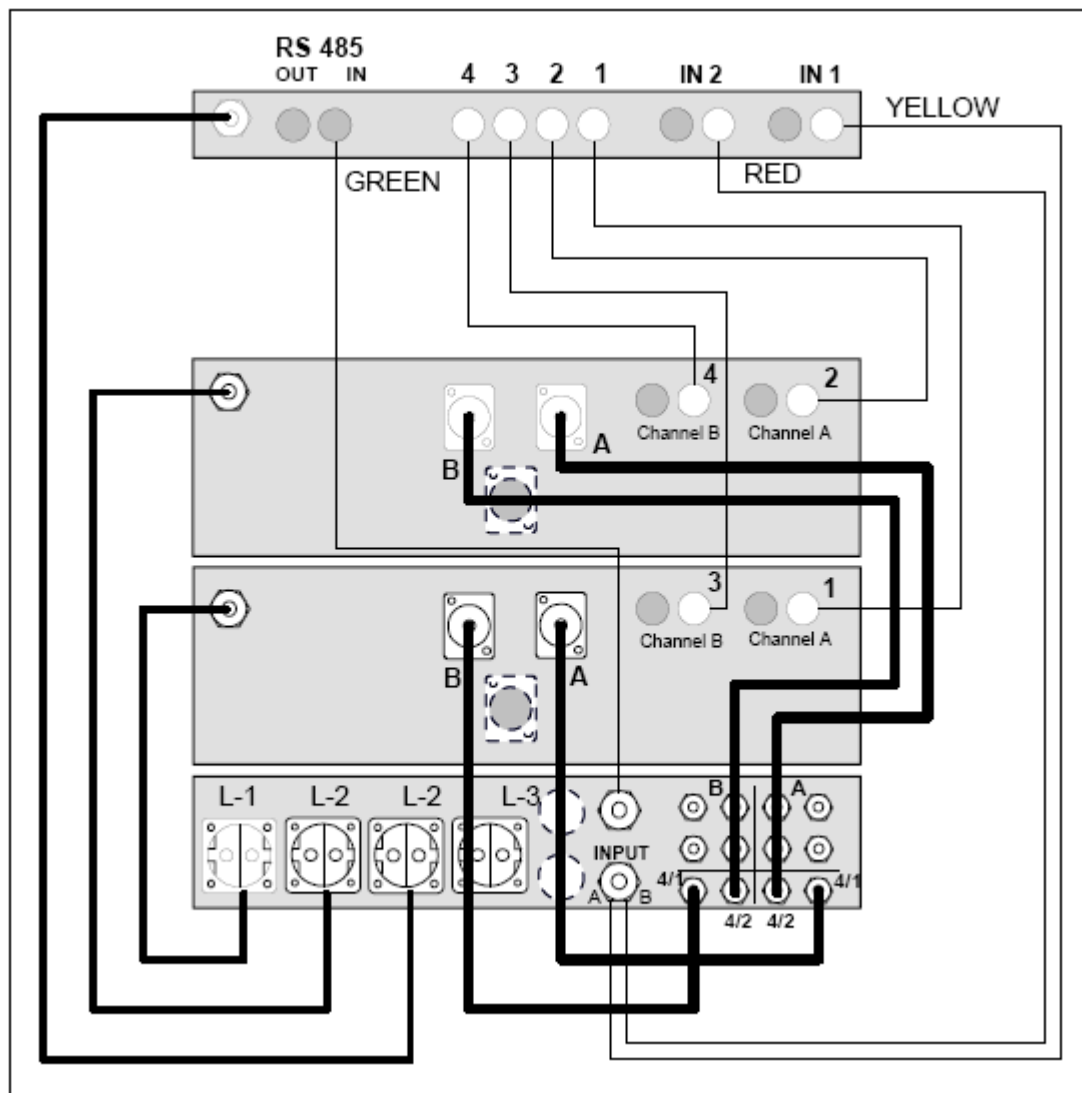 RS 485
OUT IN 4 3 2 1 IN 2 IN 1
YELLOW
GREEN
RED
4 2
Channel B Channel A
B A
3 1
Channel B Channel A
B A
L-1 L-2 L-2 L-3
B A
INPUT
4/1 4/1
A B
4/2 4/2